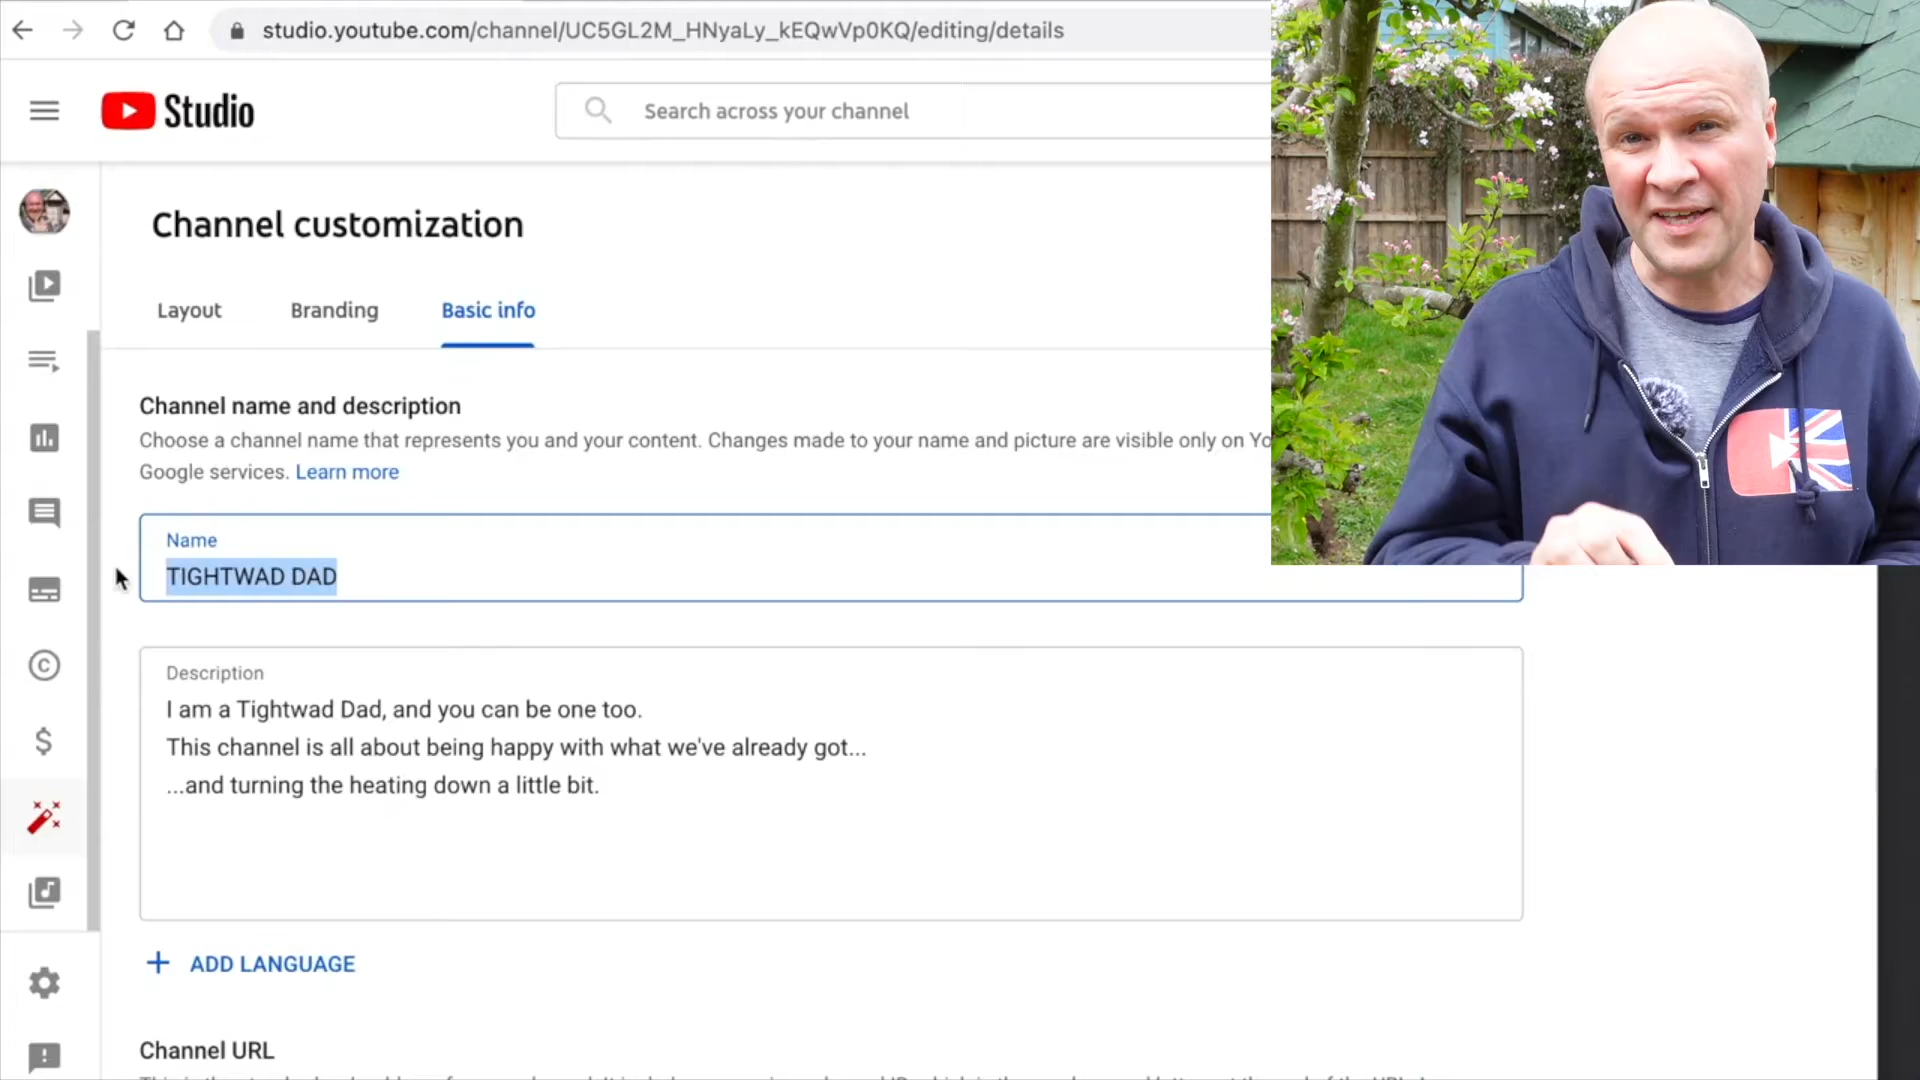 studio.youtube.com/channel/UC5GL2M_HNyaLy_kEQwVp0KQ/editing/details
Studio
Search across your channel
Channel customization
Layout
Branding
Basic info
Channel name and description
Choose a channel name that represents you and your content. Changes made to your name and picture are visible only on
Google services. Learn more
Name
TIGHTWAD DAD
Description
I am a Tightwad Dad, and you can be one too.
This channel is all about being happy with what we've already got...
...and turning the heating down a little bit.
+ ADD LANGUAGE
Channel URL